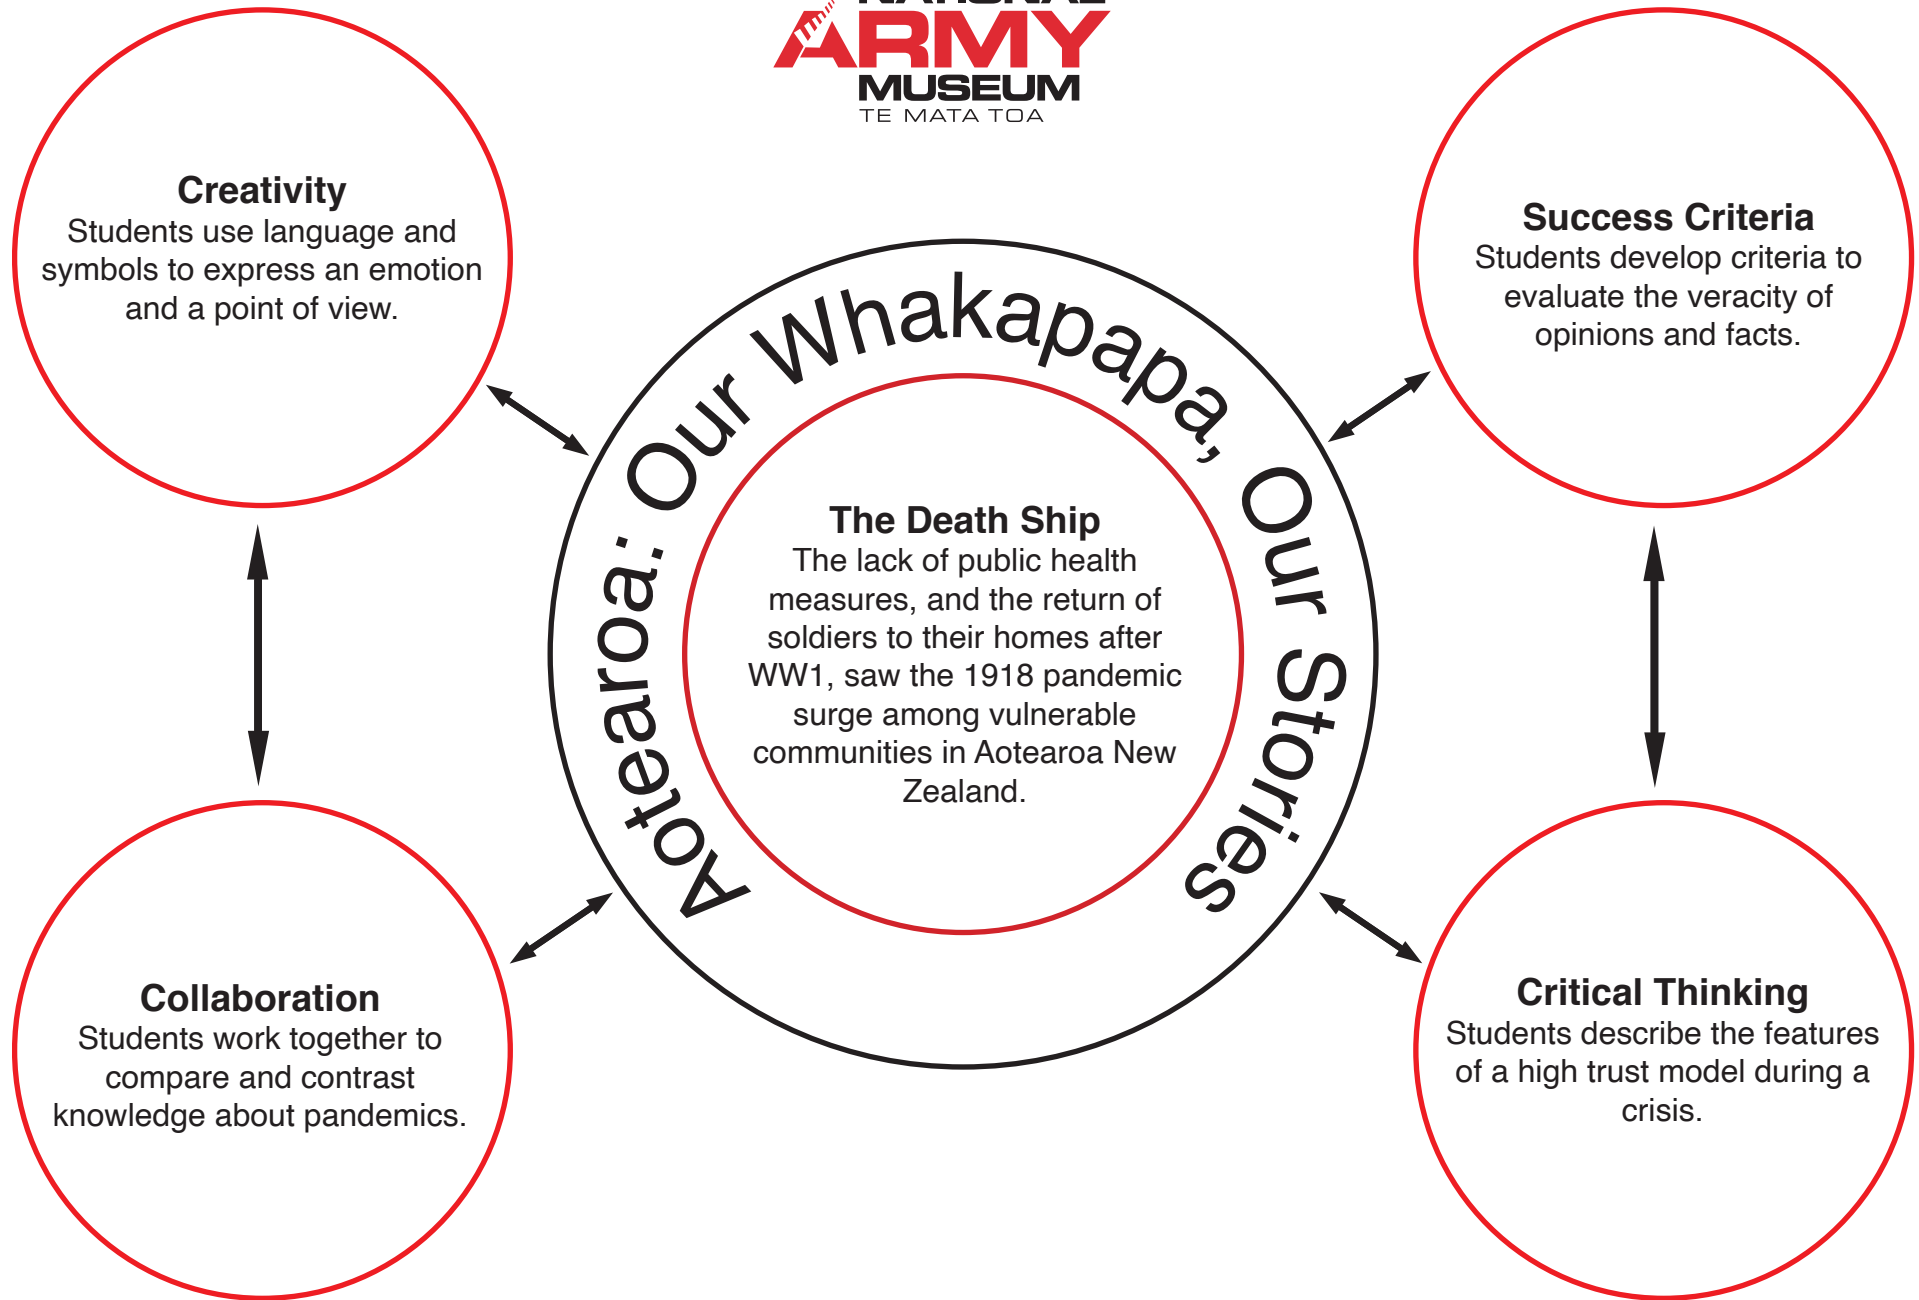 NATIONAL
ARMY
MUSEUM
TE MATA TOA
Creativity
Students use language and
symbols to express an emotion
and a point of view.
Success Criteria
Students develop criteria to
evaluate the veracity of
opinions and facts.
Aotearoa: Our Whakapapa, Our Stories
The Death Ship
The lack of public health
measures, and the return of
soldiers to their homes after
WW1, saw the 1918 pandemic
surge among vulnerable
communities in Aotearoa New
Zealand.
Collaboration
Students work together to
compare and contrast
knowledge about pandemics.
Critical Thinking
Students describe the features
of a high trust model during a
crisis.